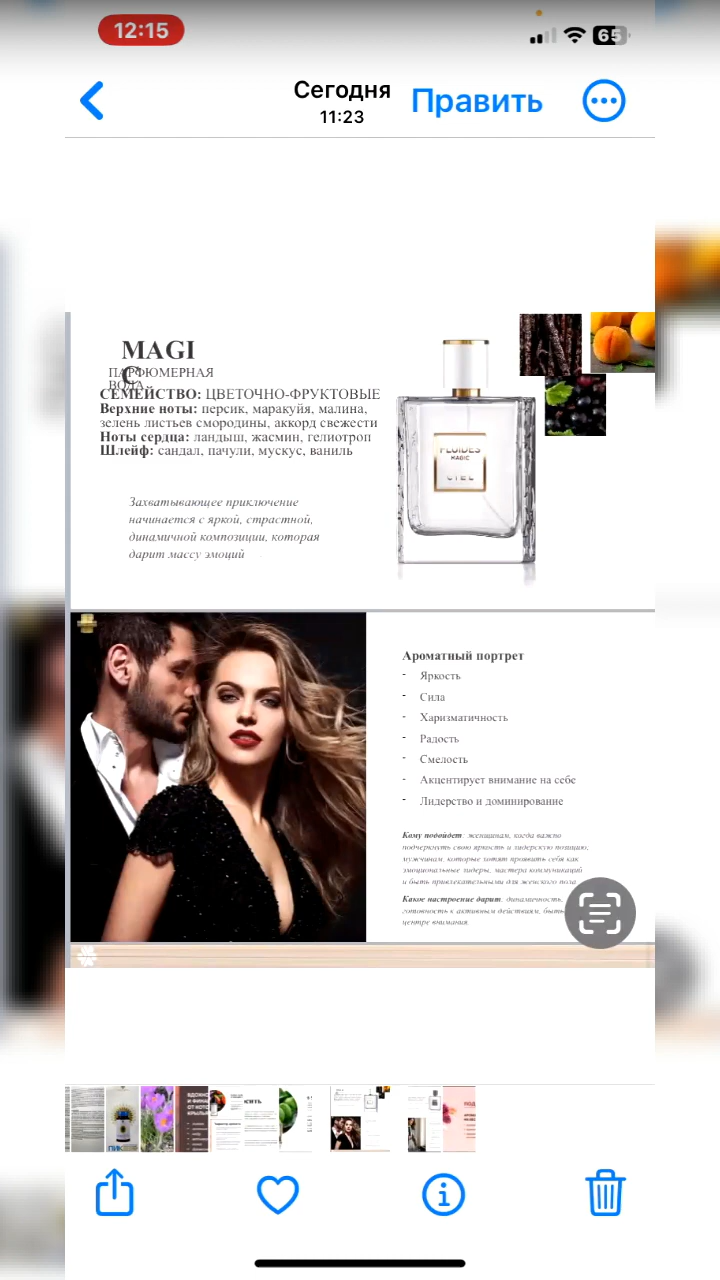 12:15
65
Сегодня
11:23
Править
MAGI
C
ПАРФЮМЕРНАЯ
ВОДА
СЕМЕЙСТВО: ЦВЕТОЧНО-ФРУКТОВЫЕ
Верхние ноты: персик, маракуйя, малина,
зелень листьев смородины, аккорд свежести
Ноты сердца: ландыш, жасмин, гелиотроп
Шлейф: сандал, пачули, мускус, ваниль
Захватывающее приключение
начинается с яркой, страстной,
динамичной композиции, которая
дарит массу эмоций
FLUIDES
MAGIC
CIEL
Ароматный портрет
- Яркость
- Сила
- Харизматичность
- Радость
- Смелость
- Акцентирует внимание на себе
- Лидерство и доминирование
Кому подойдет: женщинам, когда важно
подчеркнуть свою яркость и лидерскую позицию,
мужчинам, которые хотят проявить себя как
эмоциональные лидеры, мастера коммуникаций
и быть привлекательными для женского пола
Какое настроение дарит: динамичность,
готовность к активным действиям, быть
центре внимания